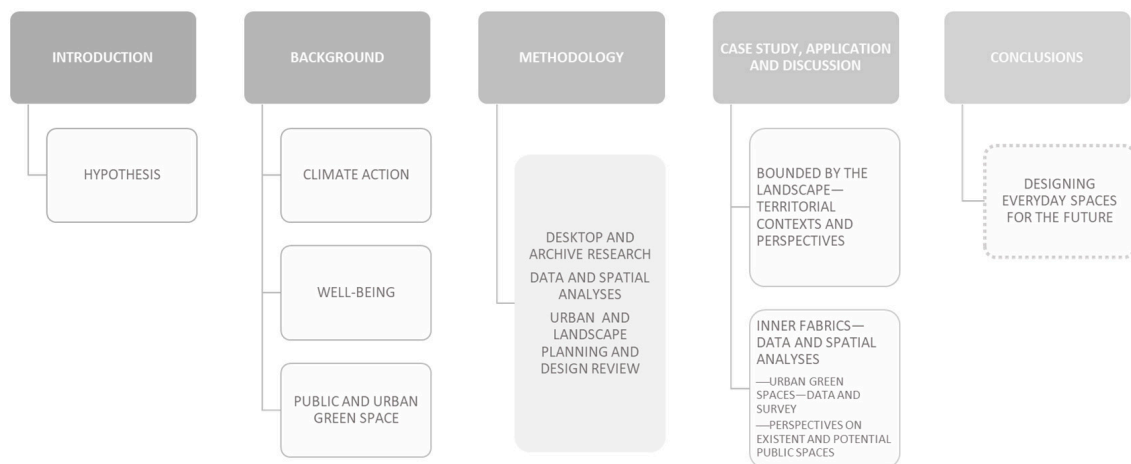 INTRODUCTION
HYPOTHESIS
BACKGROUND
CLIMATE ACTION
WELL-BEING
PUBLIC AND URBAN
GREEN SPACE
METHODOLOGY
DESKTOP AND
ARCHIVE RESEARCH
DATA AND SPATIAL
ANALYSES
URBAN AND
LANDSCAPE
PLANNING AND
DESIGN REVIEW
CASE STUDY, APPLICATION
AND DISCUSSION
BOUNDED BY THE
LANDSCAPE—
TERRITORIAL
CONTEXTS AND
PERSPECTIVES
INNER FABRICS—
DATA AND SPATIAL
ANALYSES
—URBAN GREEN
SPACES—DATA AND
SURVEY
—PERSPECTIVES ON
EXISTENT AND POTENTIAL
PUBLIC SPACES
CONCLUSIONS
DESIGNING
EVERYDAY SPACES
FOR THE FUTURE